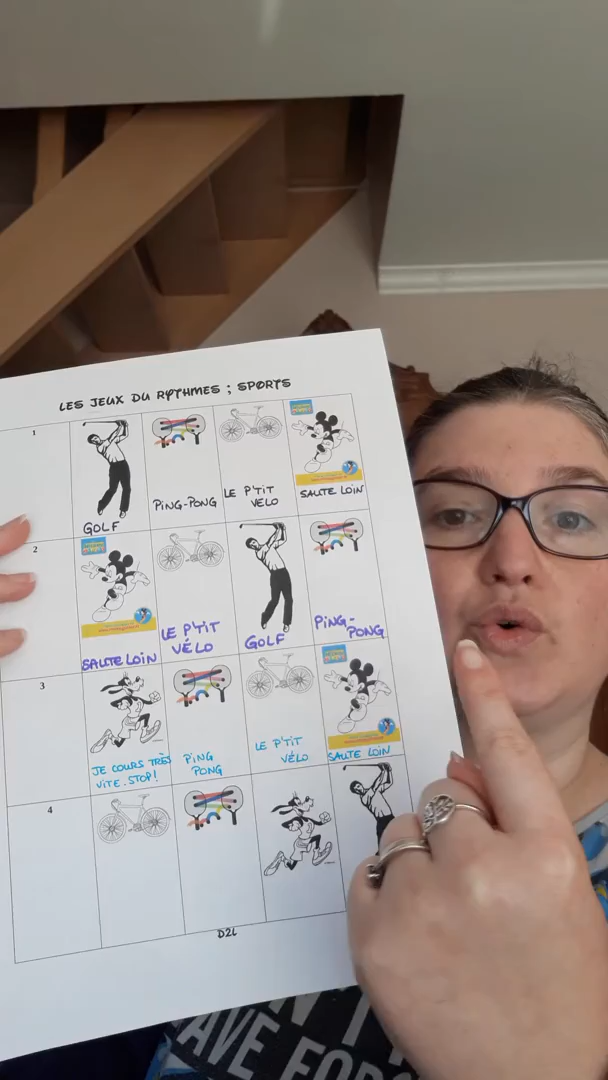 LES JEUX DU RYTHMES ; SPORTS
1
GOLF
PING-PONG
LE P'TIT
VÉLO
SAUTE LOIN
2
SAUTE LOIN
LE P'TIT
VÉLO
GOLF
PING-
PONG
3
JE COURS TRÈS
VITE. STOP!
PING
PONG
LE P'TIT
VÉLO
SAUTE LOIN
4
D2L